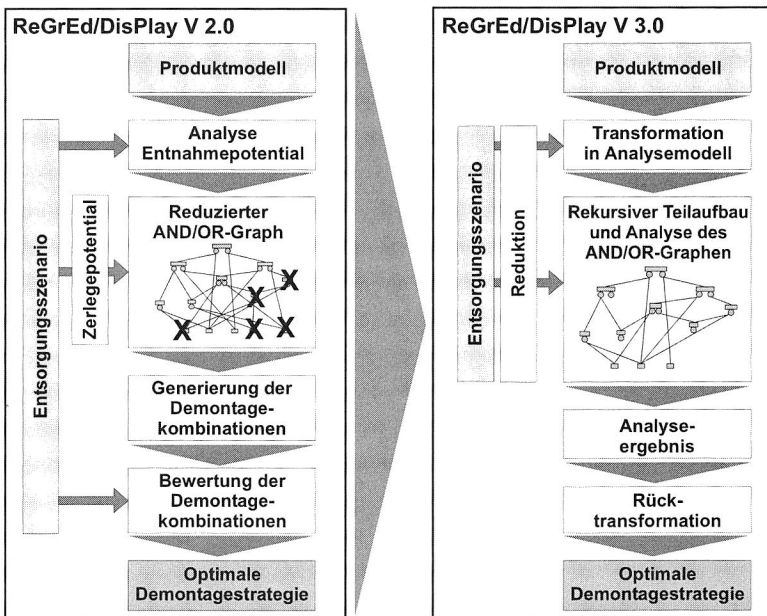 ReGrEd/DisPlay V 2.0
Produktmodell
Analyse
Entnahmepotential
Entsorgungsszenario
Zerlegepotential
Reduzierter
AND/OR-Graph
X
X
X
X
X
Generierung der
Demontage-
kombinationen
Bewertung der
Demontage-
kombinationen
Optimale
Demontagestrategie
ReGrEd/DisPlay V 3.0
Produktmodell
Transformation
in Analysemodell
Entsorgungsszenario
Reduktion
Rekursiver Teilaufbau
und Analyse des
AND/OR-Graphen
Analyse-
ergebnis
Rück-
transformation
Optimale
Demontagestrategie